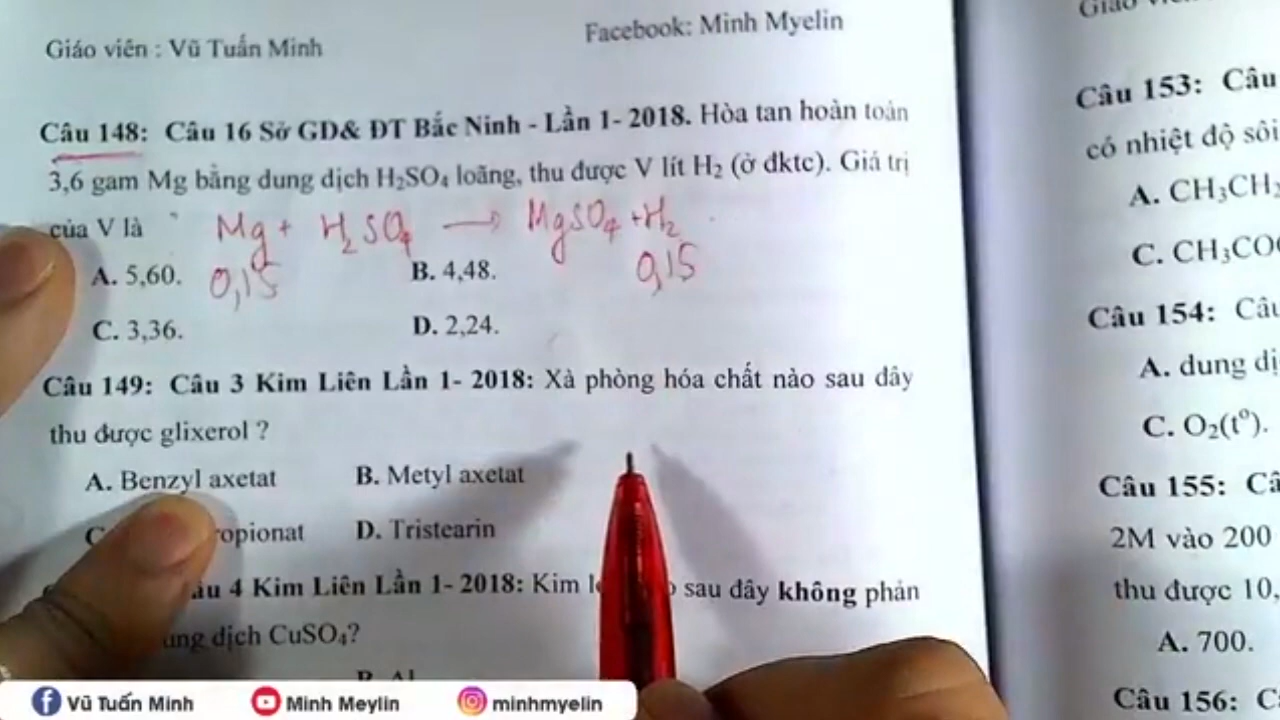 Giáo viên : Vũ Tuấn Minh
Facebook: Minh Myelin
Câu 148: Câu 16 Sở GD& ĐT Bắc Ninh - Lần 1- 2018. Hòa tan hoàn toàn
3,6 gam Mg bằng dung dịch H₂SO₄ loãng, thu được V lít H₂ (ở đktc). Giá trị
của V là
Mg + H₂SO₄ → MgSO₄ + H₂
A. 5,60.
0,15
B. 4,48.
0,15
C. 3,36.
D. 2,24.
Câu 149: Câu 3 Kim Liên Lần 1- 2018: Xà phòng hóa chất nào sau đây
thu được glixerol ?
A. Benzyl axetat
B. Metyl axetat
D. Tristearin
4 Kim Liên Lần 1- 2018: Kim sau đây không phản
dịch CuSO₄?
Câu 153: Câu
có nhiệt độ sôi
A. CH₃CH₂
C. CH₃CO
Câu 154:
A. dung
C. O₂(tº).
Câu 155:
2M vào 200
thu được 10,
A. 700.
Câu 156:
Vũ Tuấn Minh
Minh Meylin
minhmyelin